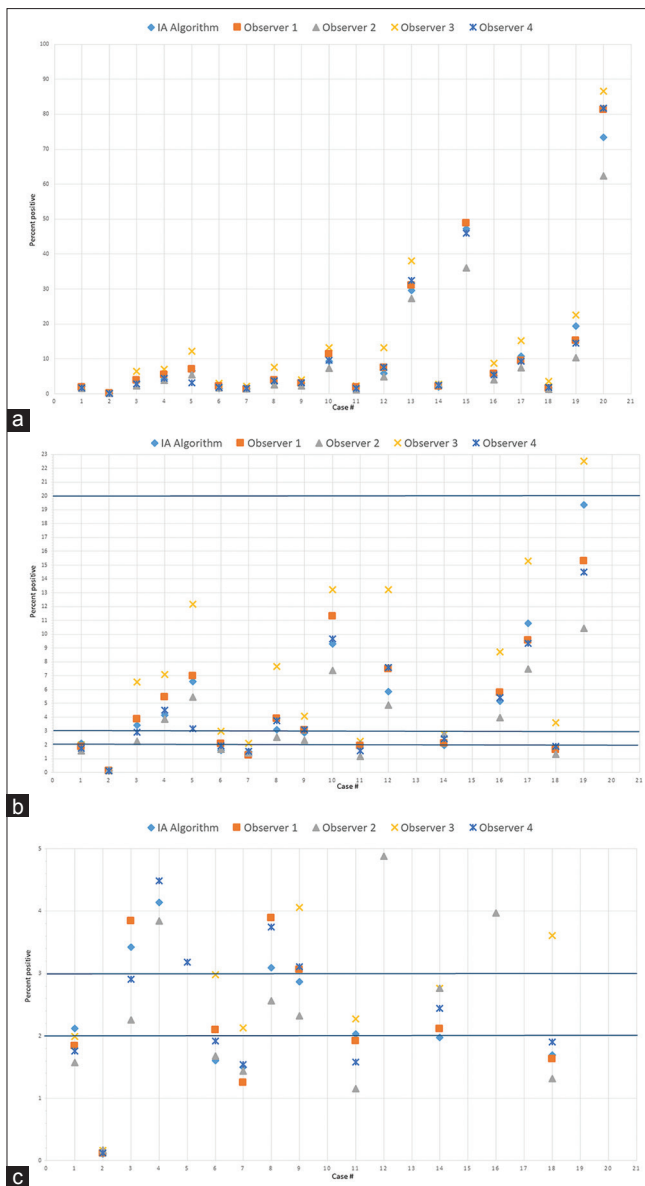 IA Algorithm Observer 1 Observer 2 Observer 3 Observer 4
100
90
80
70
60
50
40
30
20
10
0
Percent positive
1 2 3 4 5 6 7 8 9 10 11 12 13 14 15 16 17 18 19 20 21
Case #
a
IA Algorithm Observer 1 Observer 2 Observer 3 Observer 4
23
22
21
20
19
18
17
16
15
14
13
12
11
10
9
8
7
6
5
4
3
2
1
0
Percent positive
1 2 3 4 5 6 7 8 9 10 11 12 13 14 15 16 17 18 19 20 21
Case #
b
IA Algorithm Observer 1 Observer 2 Observer 3 Observer 4
5
4
3
2
1
0
Percent positive
1 2 3 4 5 6 7 8 9 10 11 12 13 14 15 16 17 18 19 20 21
Case #
c